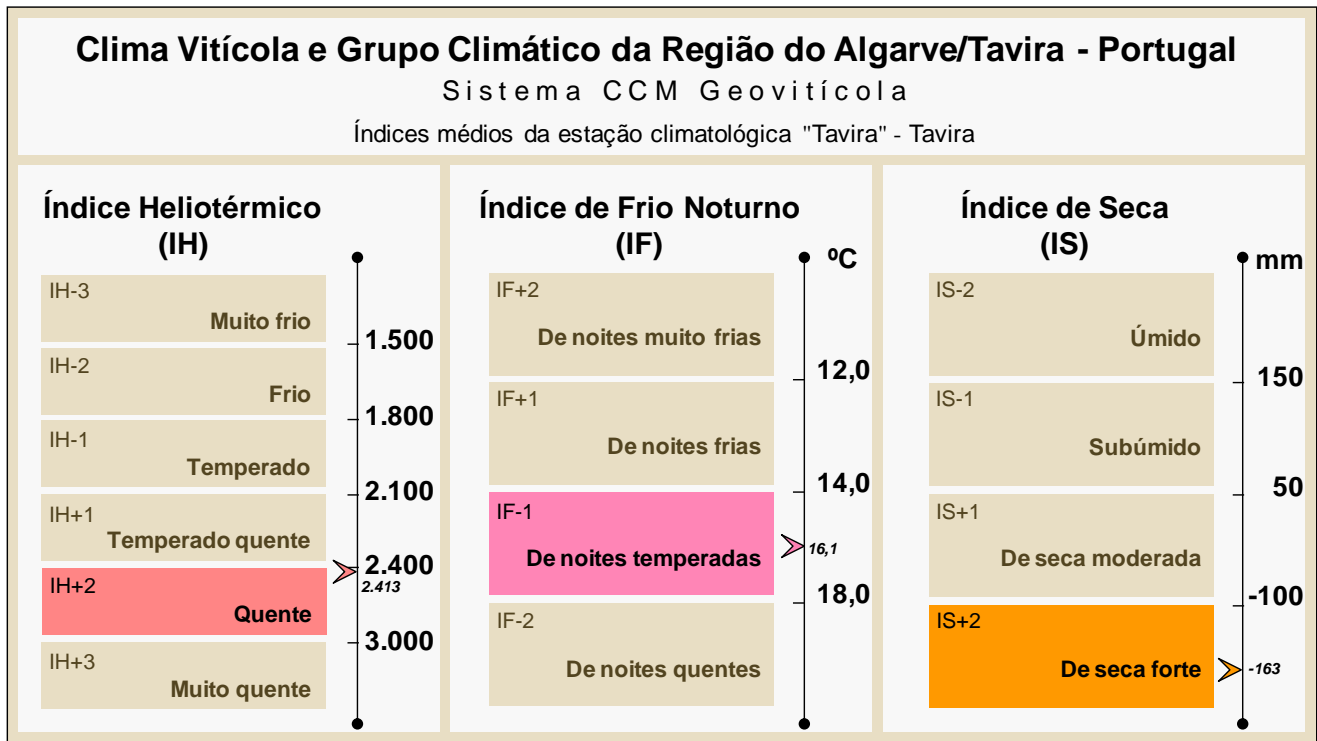 Clima Vitícola e Grupo Climático da Região do Algarve/Tavira - Portugal
Sistema CCM Geovitícola
Índices médios da estação climatológica "Tavira" - Tavira
Índice Heliotérmico
(IH)
IH-3
Muito frio
1.500
IH-2
Frio
1.800
IH-1
Temperado
2.100
IH+1
Temperado quente
2.400
2.413
IH+2
Quente
3.000
IH+3
Muito quente
Índice de Frio Noturno
(IF)
ºC
IF+2
De noites muito frias
12,0
IF+1
De noites frias
14,0
IF-1
De noites temperadas
16,1
18,0
IF-2
De noites quentes
Índice de Seca
(IS)
mm
IS-2
Úmido
150
IS-1
Subúmido
50
IS+1
De seca moderada
-100
IS+2
De seca forte
-163